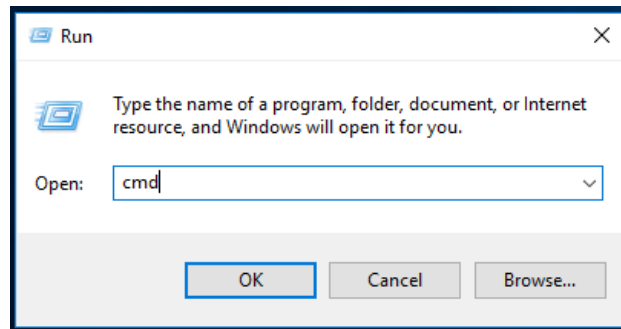 Run
Type the name of a program, folder, document, or Internet
resource, and Windows will open it for you.
Open: cmd
OK Cancel Browse...